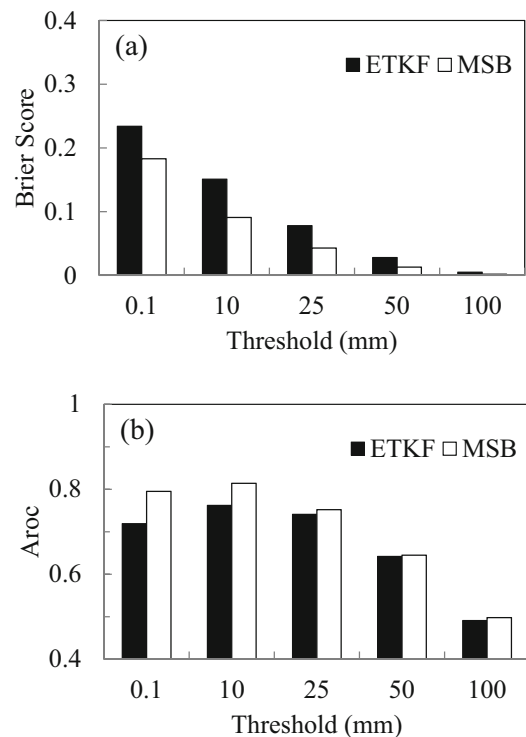 (a)
ETKF MSB
Brier Score
0.4
0.3
0.2
0.1
0
0.1 10 25 50 100
Threshold (mm)
(b)
ETKF MSB
Aroc
1
0.8
0.6
0.4
0.1 10 25 50 100
Threshold (mm)